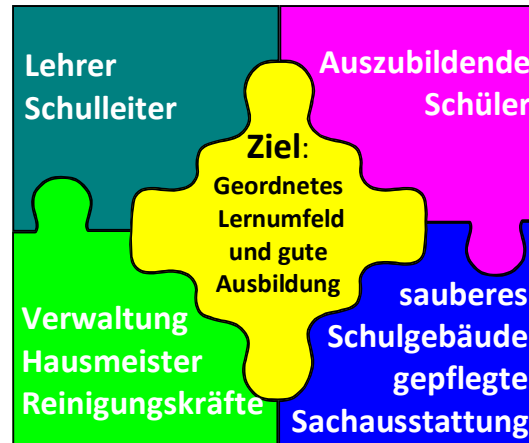 Lehrer
Schulleiter
Auszubildende
Schüler
Ziel:
Geordnetes
Lernumfeld
und gute
Ausbildung
Verwaltung
Hausmeister
Reinigungskräfte
sauberes
Schulgebäude
gepflegte
Sachausstattung